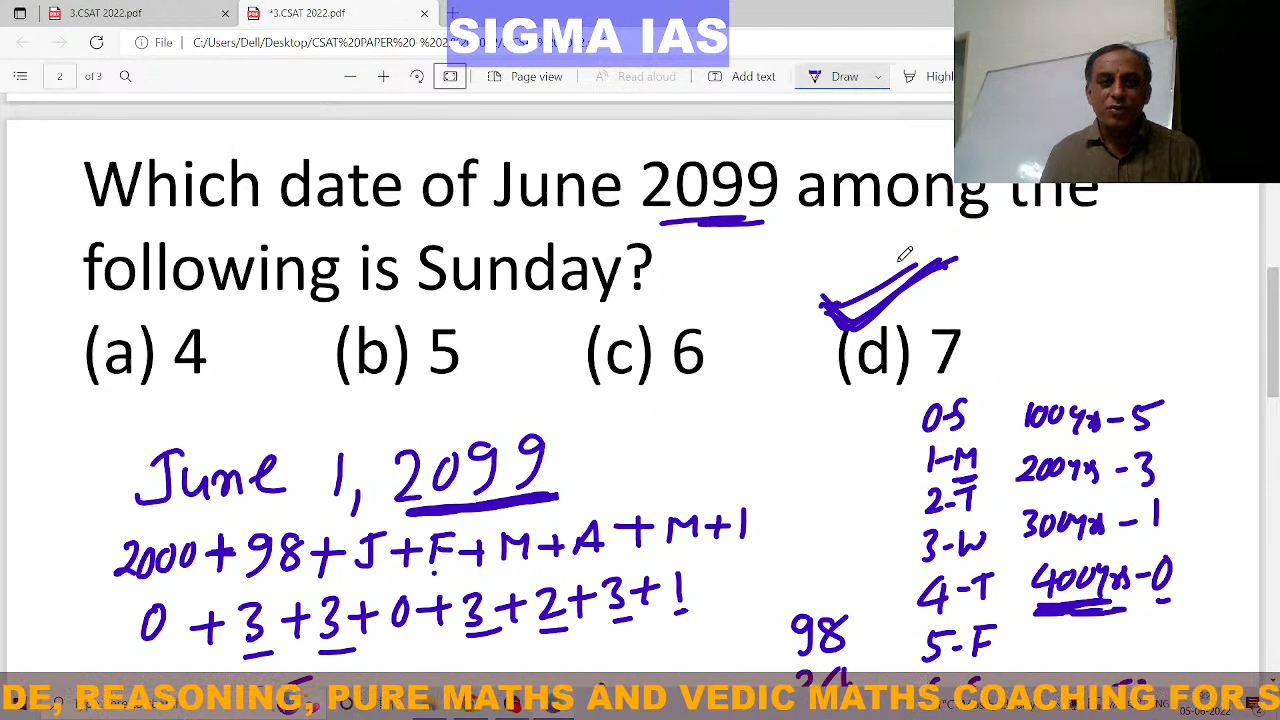 3.CSAT 2022.pdf
*3.CSAT 2022.pdf
SIGMA IAS
File
C:/Users/Dell/Desktop/CSAT%20PAPER%20
2
Page view
Read aloud
Add text
Draw
Which date of June 2099 among the
following is Sunday?
(a) 4 (b) 5 (c) 6 (d) 7
June 1, 2099
2000 + 98 + J + F + M + A + M + 1
0 + 3 + 3 + 0 + 3 + 2 + 3 + 1
98
0-S
1-M
2-T
3-W
4-T
5-F
100yrs-5
200yrs-3
300yrs-1
400yrs-0
DE, REASONING, PURE MATHS AND VEDIC MATHS COACHING FOR S
05-06-2022